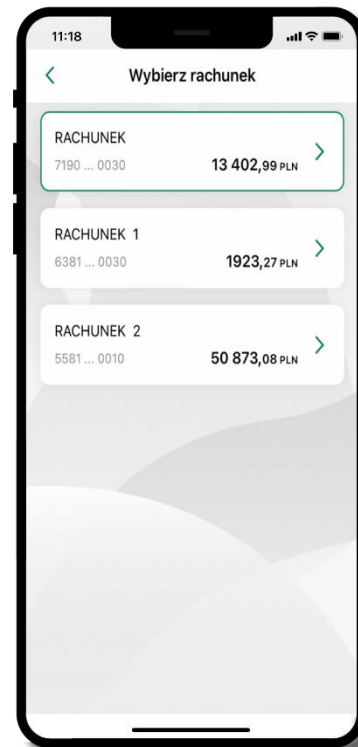 11:18
Wybierz rachunek
RACHUNEK
7190 ... 0030 13 402,99 PLN
RACHUNEK 1
6381 ... 0030 1923,27 PLN
RACHUNEK 2
5581 ... 0010 50 873,08 PLN